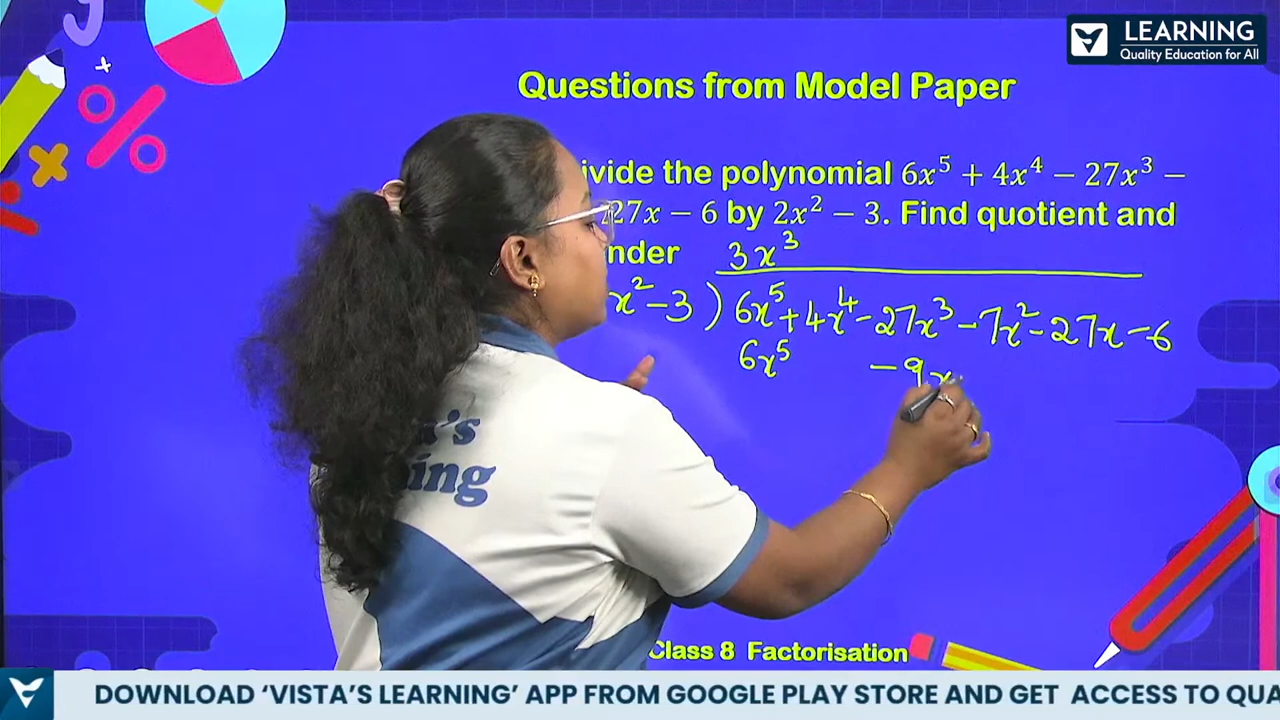 LEARNING
Quality Education for All
Questions from Model Paper
ivide the polynomial 6x⁵ + 4x⁴ − 27x³ −
27x − 6 by 2x² − 3. Find quotient and
nder 3x³
x² − 3 ) 6x⁵ + 4x⁴ − 27x³ − 7x² − 27x − 6
6x⁵ − 9x
's
ing
Class 8 Factorisation
DOWNLOAD ‘VISTA’S LEARNING’ APP FROM GOOGLE PLAY STORE AND GET ACCESS TO QUA